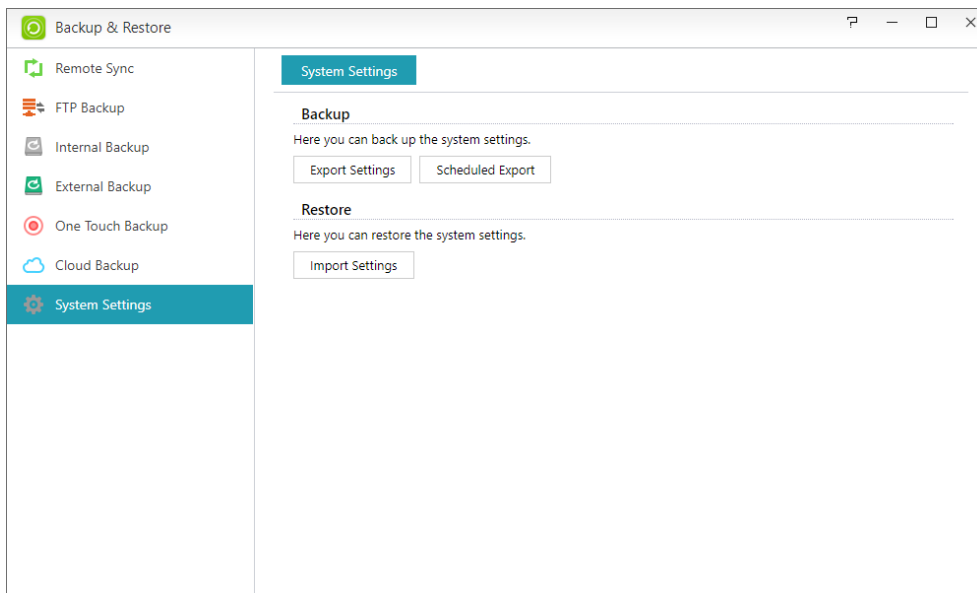 Backup & Restore
Remote Sync
FTP Backup
Internal Backup
External Backup
One Touch Backup
Cloud Backup
System Settings
System Settings
Backup
Here you can back up the system settings.
Export Settings Scheduled Export
Restore
Here you can restore the system settings.
Import Settings